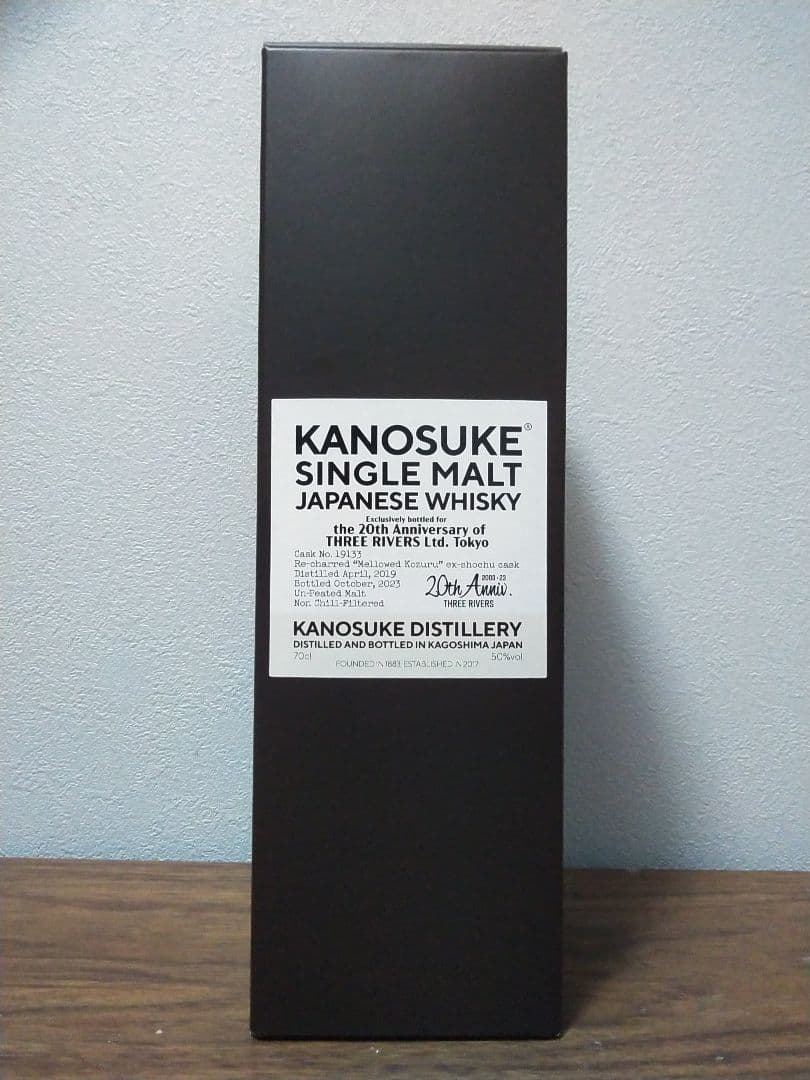 KANOSUKE®
SINGLE MALT
JAPANESE WHISKY
Exclusively bottled for
the 20th Anniversary of
THREE RIVERS Ltd. Tokyo
Cask No. 19133
Re-charred "Mellowed Kozuru" ex-shochu cask
Distilled April, 2019
Bottled October, 2023
Un-Peated Malt
Non Chill-Filtered
2003-23
20th Anniv.
THREE RIVERS
KANOSUKE DISTILLERY
DISTILLED AND BOTTLED IN KAGOSHIMA JAPAN
70cl 50%vol.
FOUNDED IN 1883, ESTABLISHED IN 2017